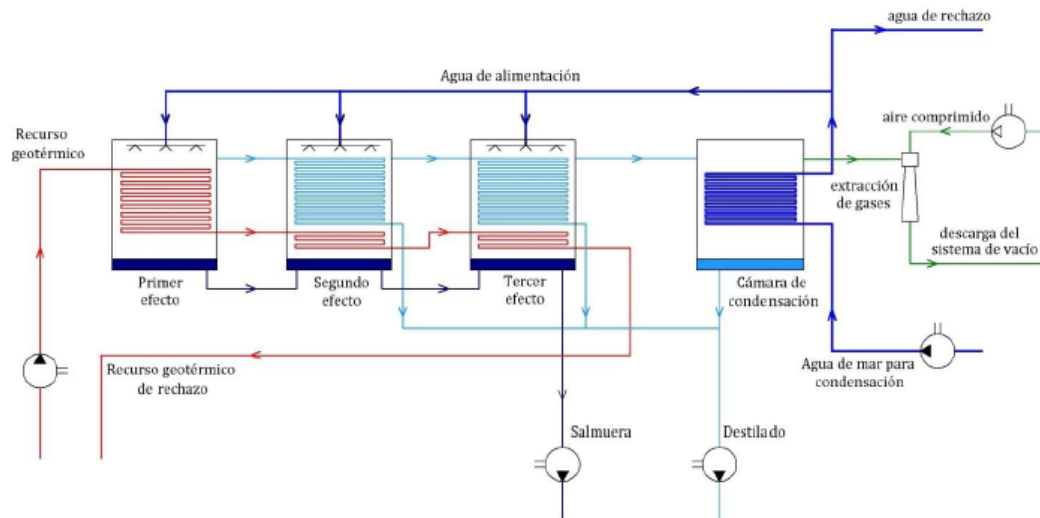 agua de rechazo
Agua de alimentación
aire comprimido
Recurso
geotérmico
extracción
de gases
descarga del
sistema de vacío
Primer
efecto
Segundo
efecto
Tercer
efecto
Cámara de
condensación
Recurso geotérmico
de rechazo
Agua de mar para
condensación
Salmuera
Destilado